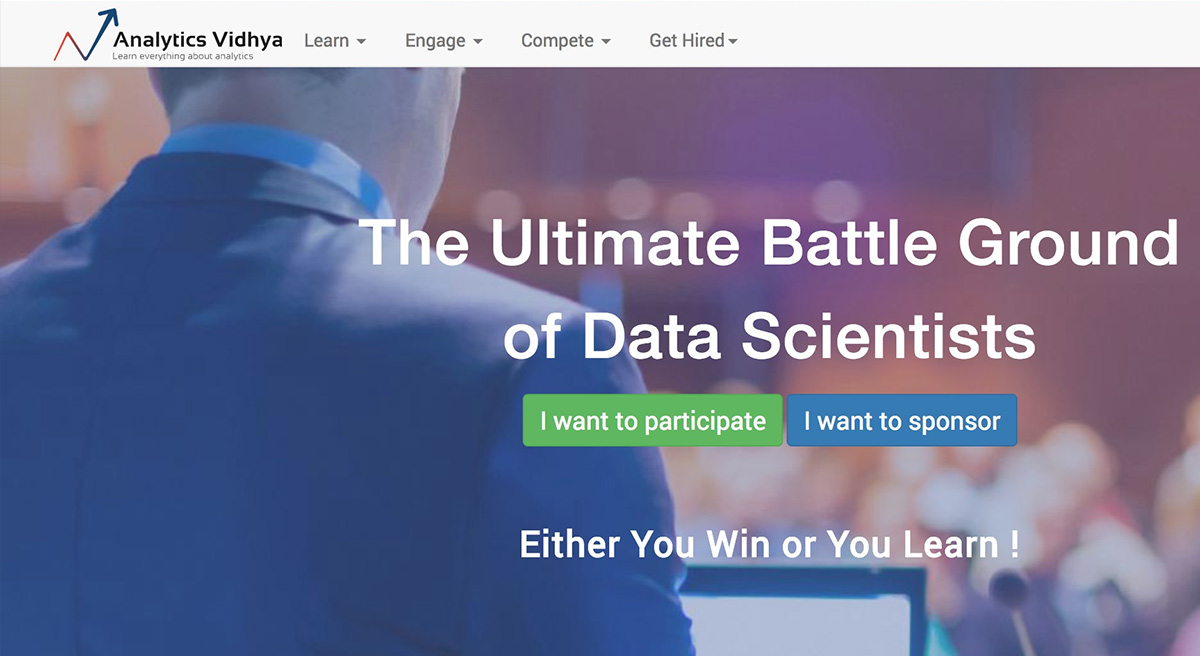 Analytics Vidhya
Learn everything about analytics
Learn
Engage
Compete
Get Hired
The Ultimate Battle Ground
of Data Scientists
I want to participate
I want to sponsor
Either You Win or You Learn !